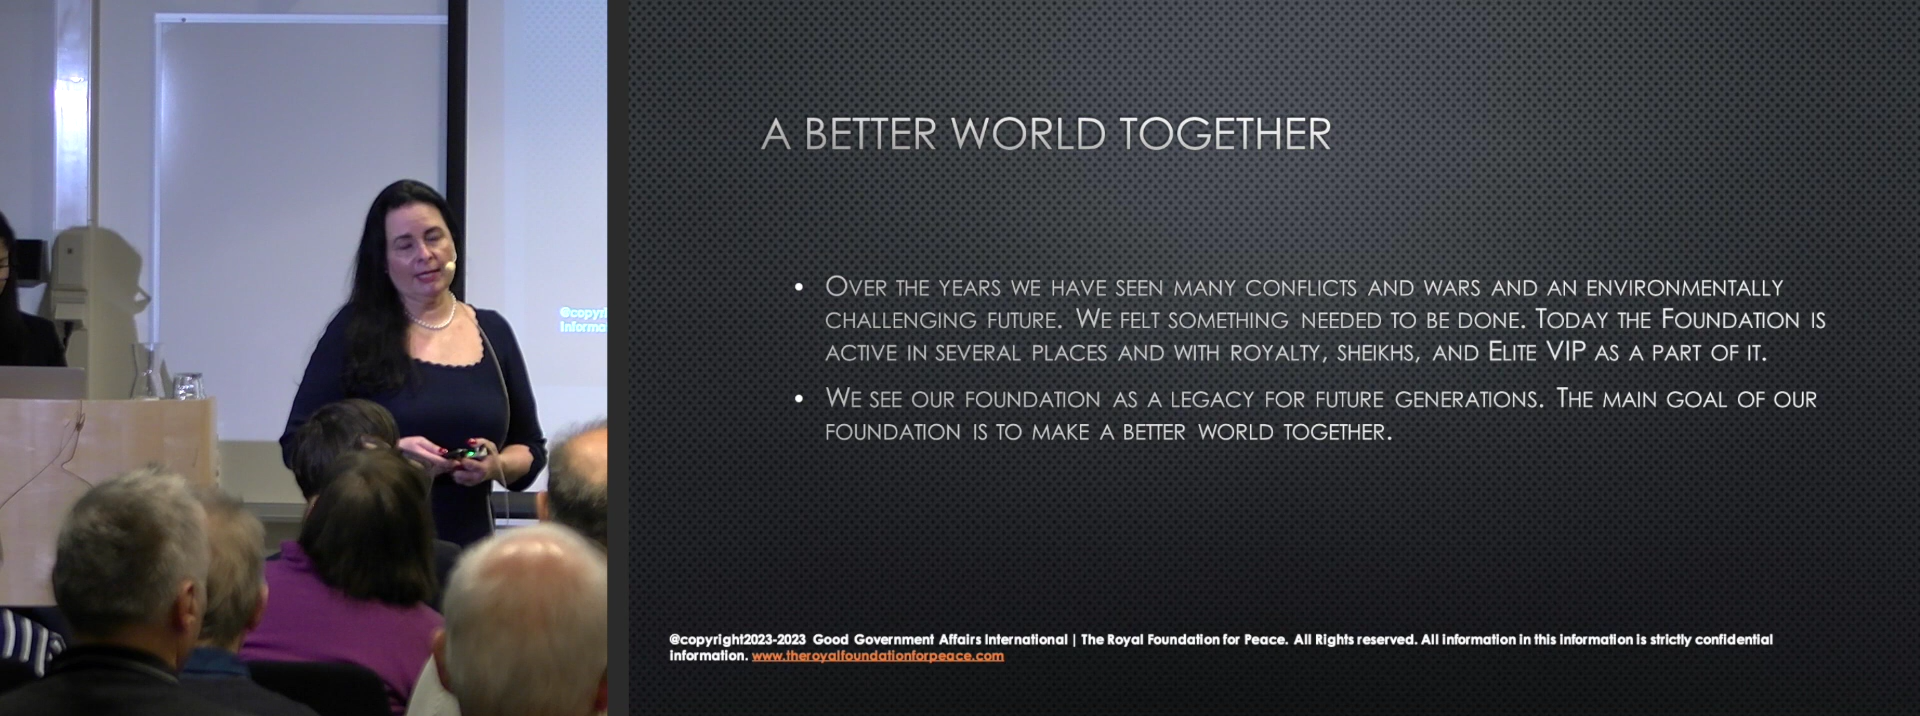 A BETTER WORLD TOGETHER
• OVER THE YEARS WE HAVE SEEN MANY CONFLICTS AND WARS AND AN ENVIRONMENTALLY
CHALLENGING FUTURE. WE FELT SOMETHING NEEDED TO BE DONE. TODAY THE FOUNDATION IS
ACTIVE IN SEVERAL PLACES AND WITH ROYALTY, SHEIKHS, AND ELITE VIP AS A PART OF IT.
• WE SEE OUR FOUNDATION AS A LEGACY FOR FUTURE GENERATIONS. THE MAIN GOAL OF OUR
FOUNDATION IS TO MAKE A BETTER WORLD TOGETHER.
@copyright2023-2023 Good Government Affairs International | The Royal Foundation for Peace. All Rights reserved. All information in this information is strictly confidential
information. www.theroyalfoundationforpeace.com